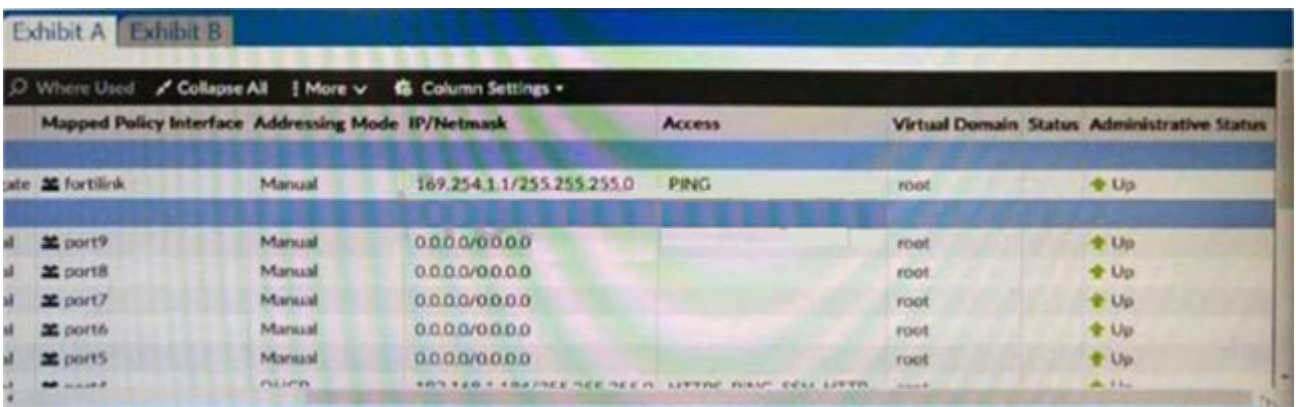 Exhibit A Exhibit B
Where Used Collapse All More Column Settings
Mapped Policy Interface Addressing Mode IP/Netmask Access Virtual Domain Status Administrative Status
fortilink Manual 169.254.1.1/255.255.255.0 PING root Up
port9 Manual 0.0.0.0/0.0.0.0 root Up
port8 Manual 0.0.0.0/0.0.0.0 root Up
port7 Manual 0.0.0.0/0.0.0.0 root Up
port6 Manual 0.0.0.0/0.0.0.0 root Up
port5 Manual 0.0.0.0/0.0.0.0 root Up